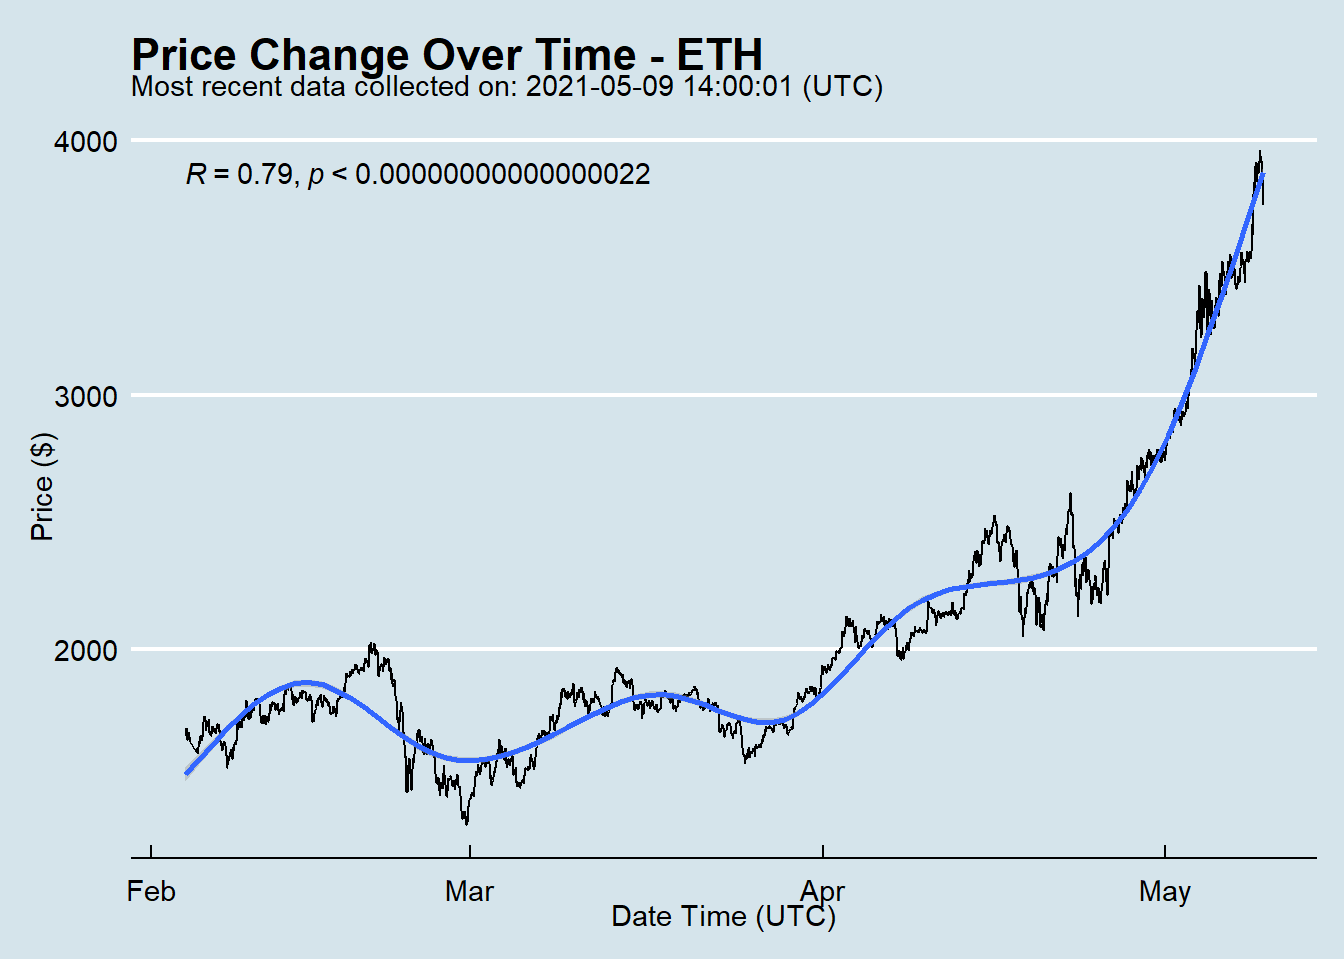 Price Change Over Time - ETH
Most recent data collected on: 2021-05-09 14:00:01 (UTC)
4000
R = 0.79, p < 0.00000000000000022
3000
Price ($)
2000
Feb Mar Apr May
Date Time (UTC)